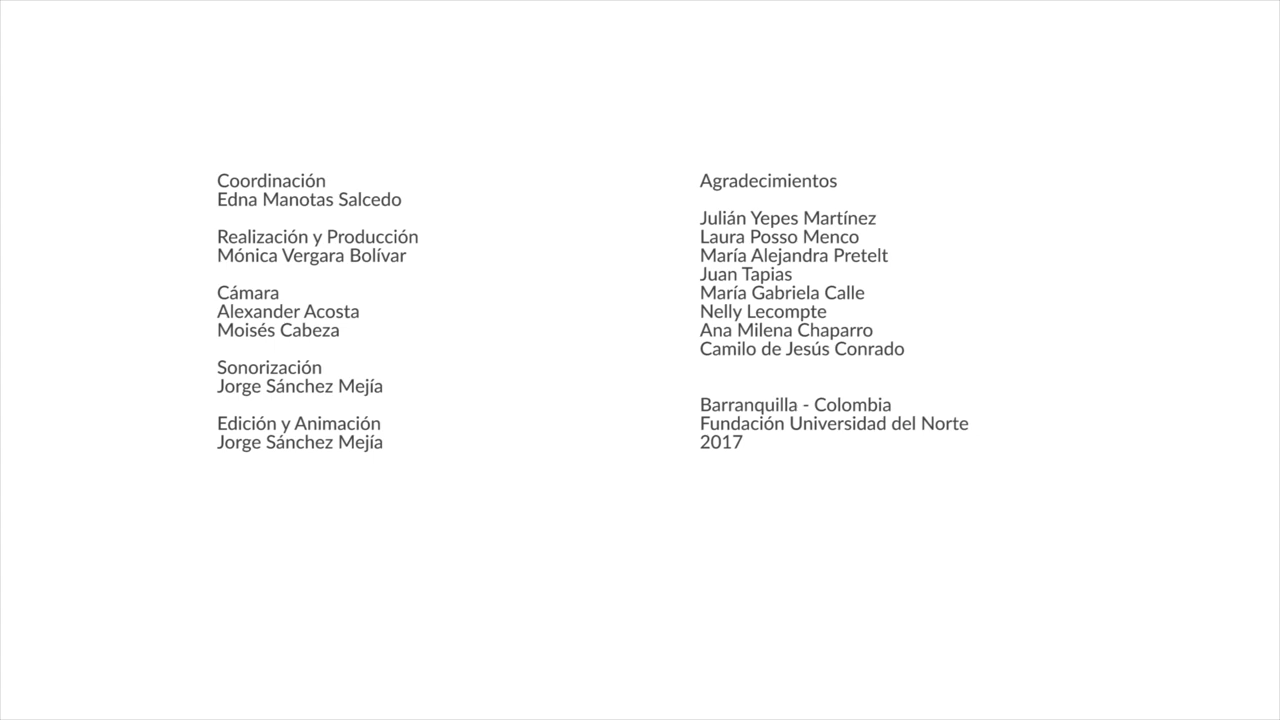 Coordinación
Edna Manotas Salcedo
Realización y Producción
Mónica Vergara Bolívar
Cámara
Alexander Acosta
Moisés Cabeza
Sonorización
Jorge Sánchez Mejía
Edición y Animación
Jorge Sánchez Mejía
Agradecimientos
Julián Yepes Martínez
Laura Posso Menco
María Alejandra Pretelt
Juan Tapias
María Gabriela Calle
Nelly Lecompte
Ana Milena Chaparro
Camilo de Jesús Conrado
Barranquilla - Colombia
Fundación Universidad del Norte
2017